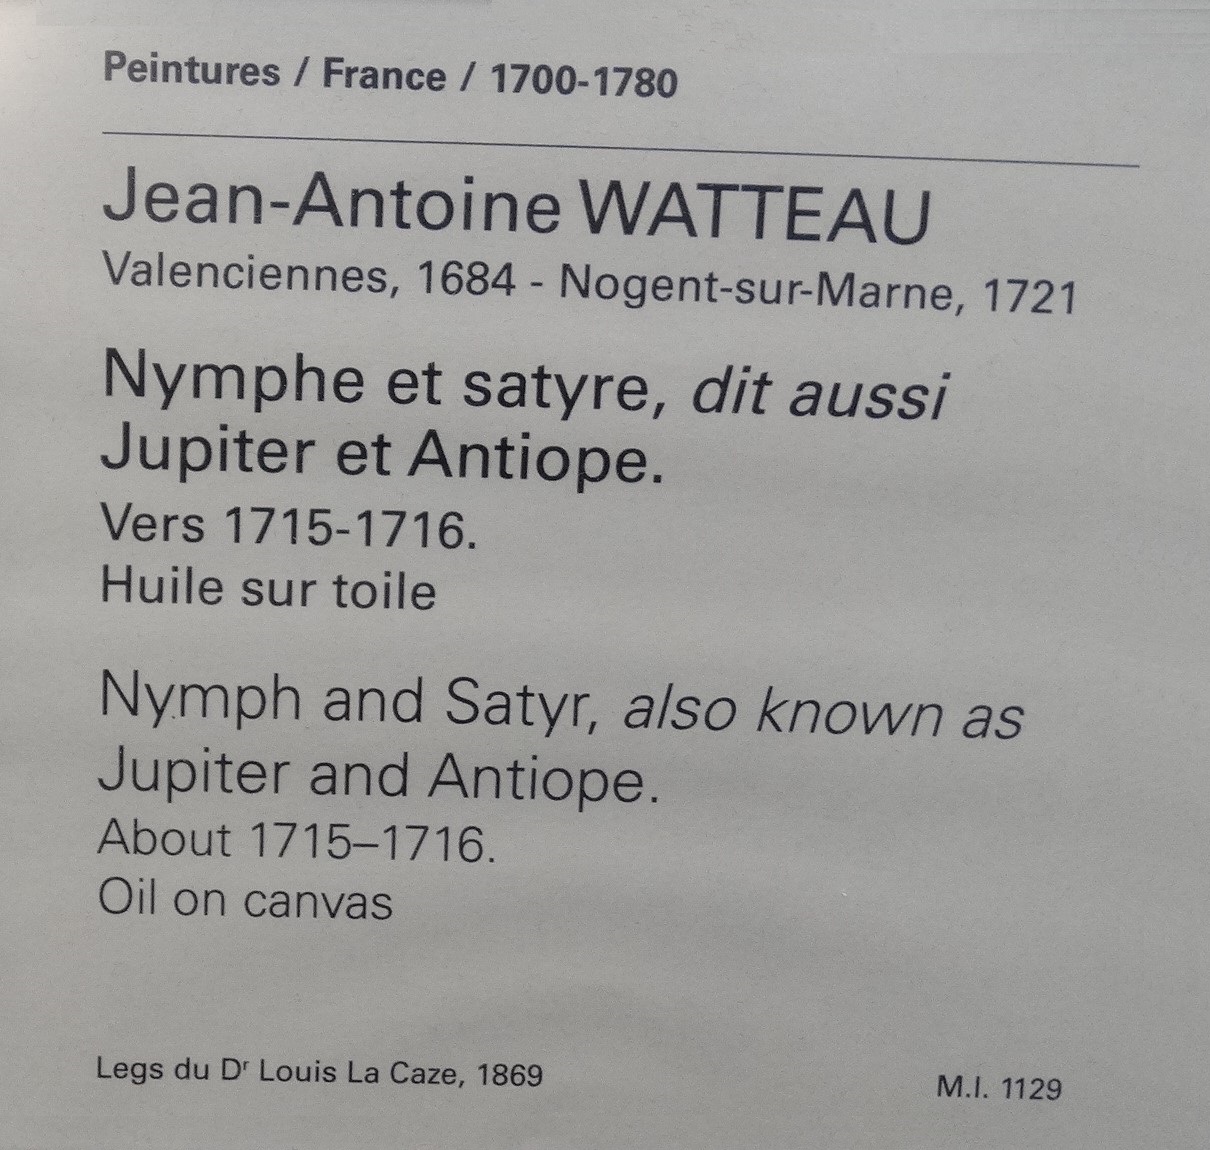 Peintures / France / 1700-1780
Jean-Antoine WATTEAU
Valenciennes, 1684 - Nogent-sur-Marne, 1721
Nymphe et satyre, dit aussi
Jupiter et Antiope.
Vers 1715-1716.
Huile sur toile
Nymph and Satyr, also known as
Jupiter and Antiope.
About 1715–1716.
Oil on canvas
Legs du Dʳ Louis La Caze, 1869
M.I. 1129